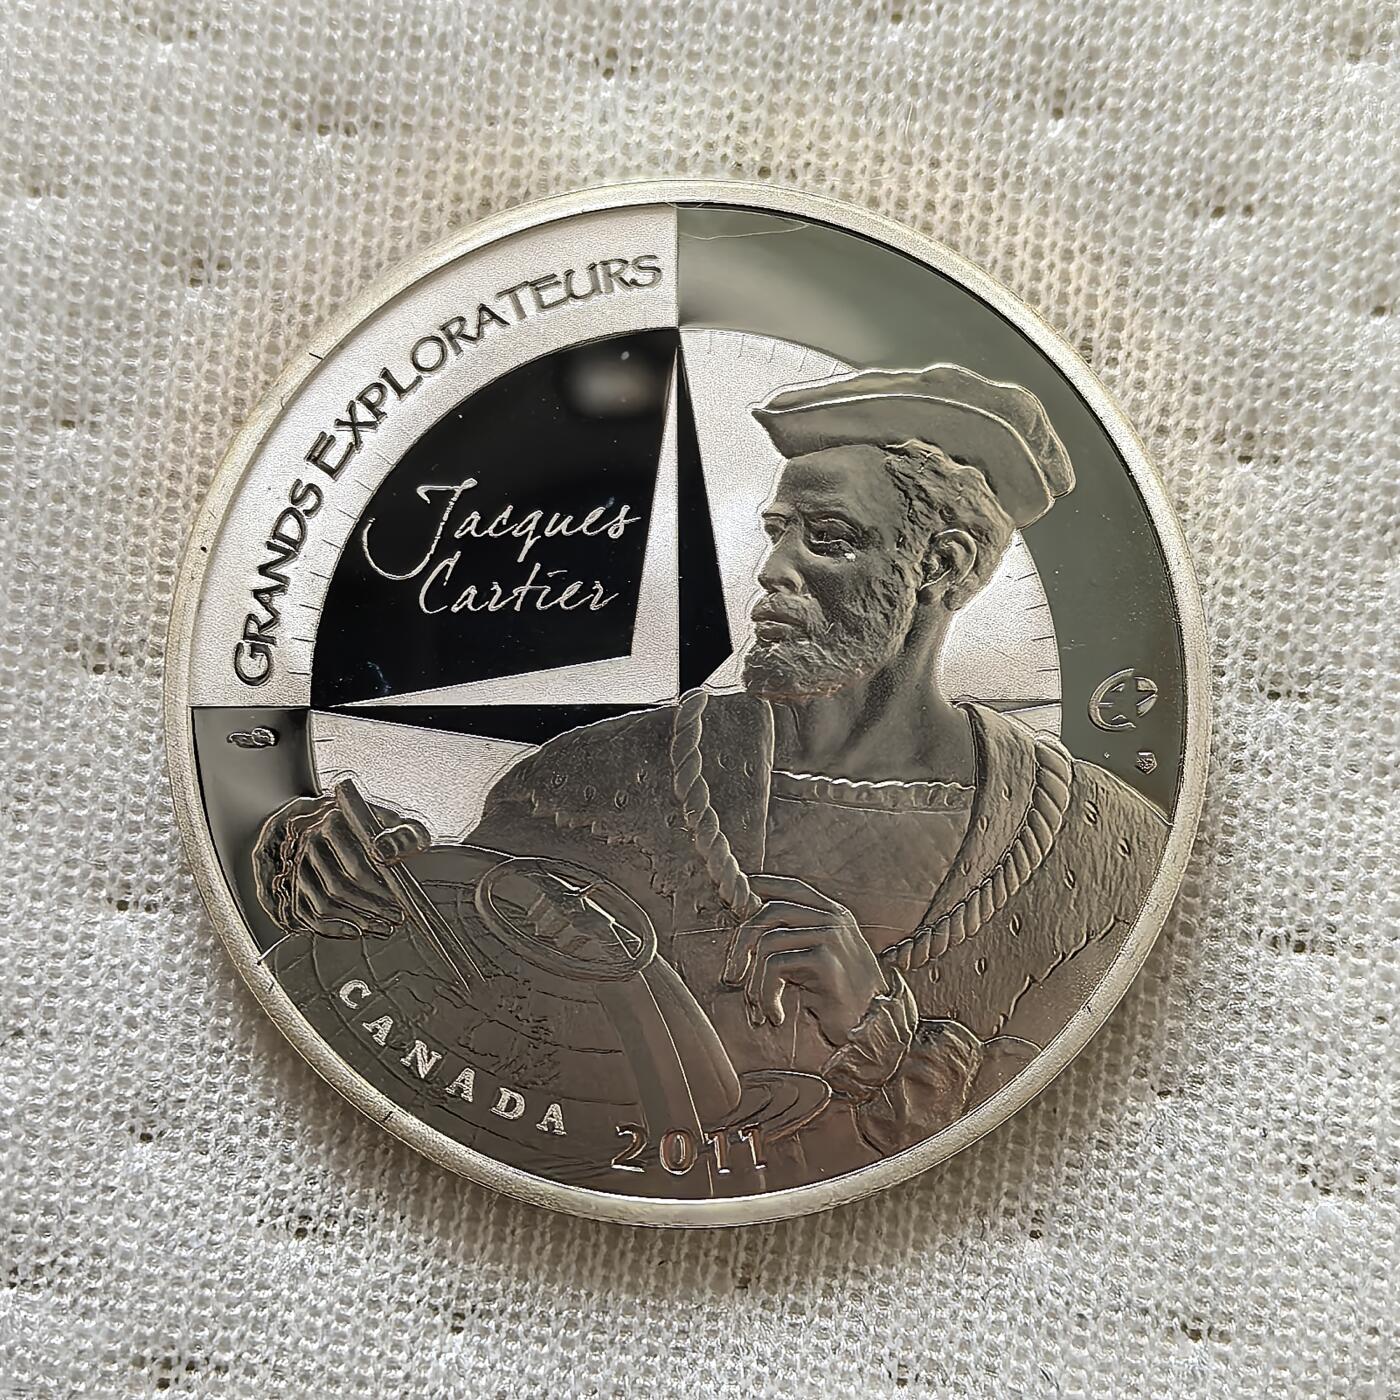 GRANDS EXPLORATEURS
Jacques
Cartier
CANADA
2011